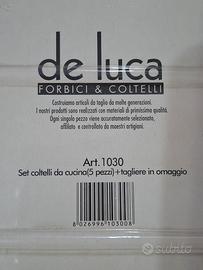 de luca
FORBICI & COLTELLI
Costruiamo articoli da taglio da molte generazioni.
I nostri prodotti sono realizzati con materiali di primissima qualità.
Ogni singolo pezzo viene accuratamente selezionato,
affilato e controllato da maestri artigiani.
Art.1030
Set coltelli da cucina(5 pezzi)+tagliere in omaggio
8 026996 103008
subito